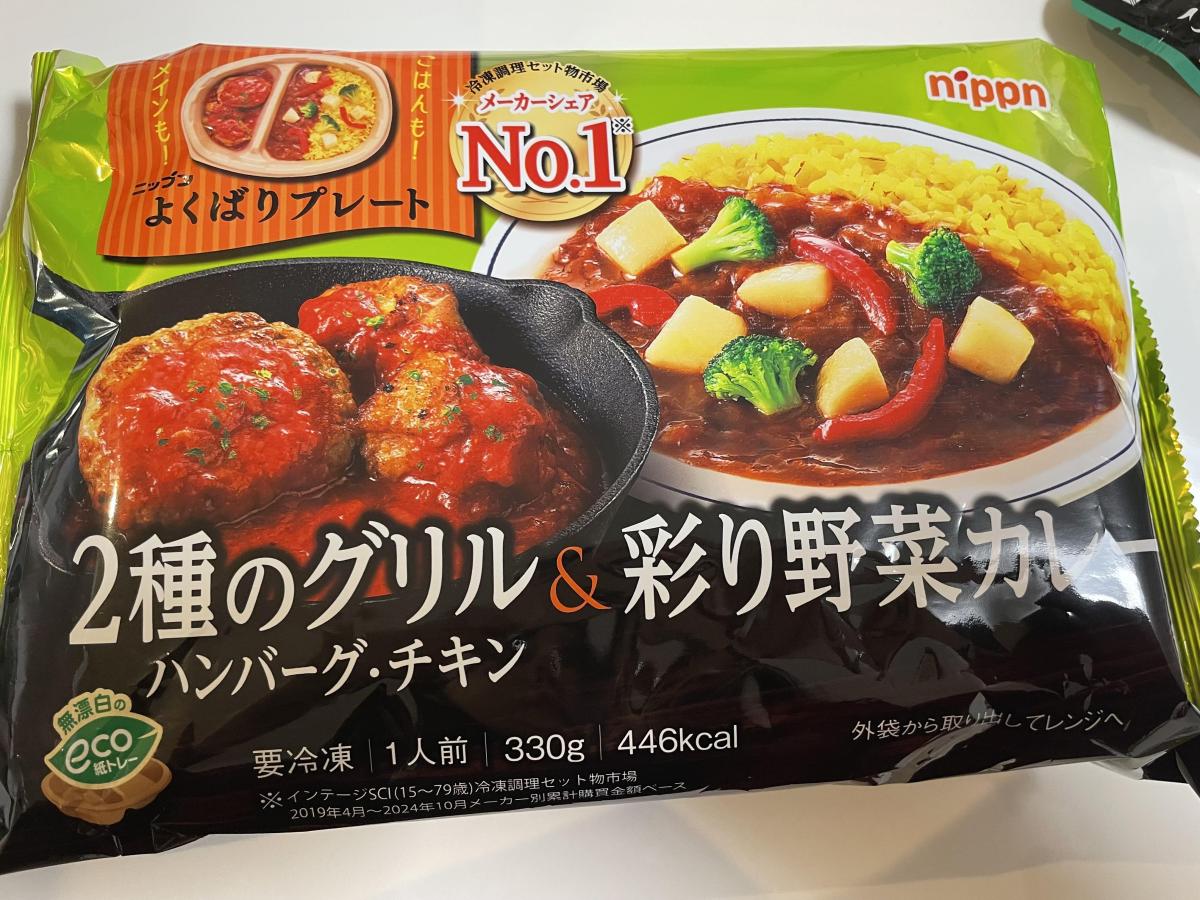 メインも!
ごはんも!
ニップン
よくばりプレート
冷凍調理セット物市場
メーカーシェア
No.1※
nippn
2種のグリル&彩り野菜カレー
ハンバーグ・チキン
無漂白の
eco
紙トレー
要冷凍|1人前|330g|446kcal
外袋から取り出してレンジへ
※インテージSCI(15〜79歳)冷凍調理セット物市場
2019年4月〜2024年10月メーカー別累計購買金額ベース